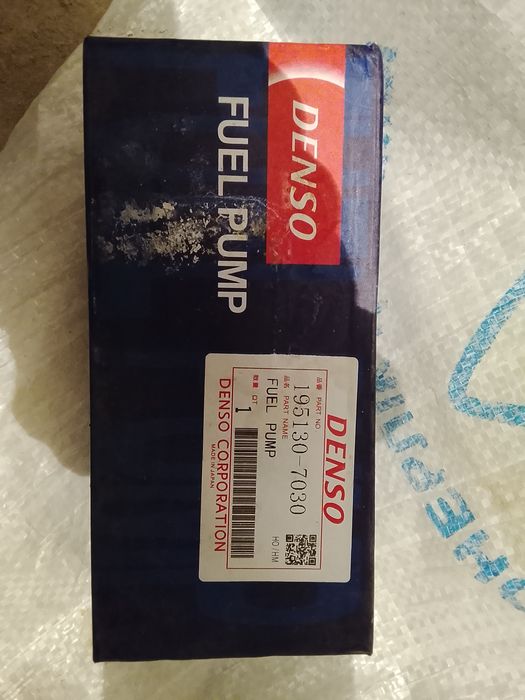 DENSO
FUEL PUMP
DENSO
品番 PART NO
195130-7030
品名 PART NAME
FUEL PUMP
HO/HM
数量 QT
1
DENSO CORPORATION
MADE IN JAPAN